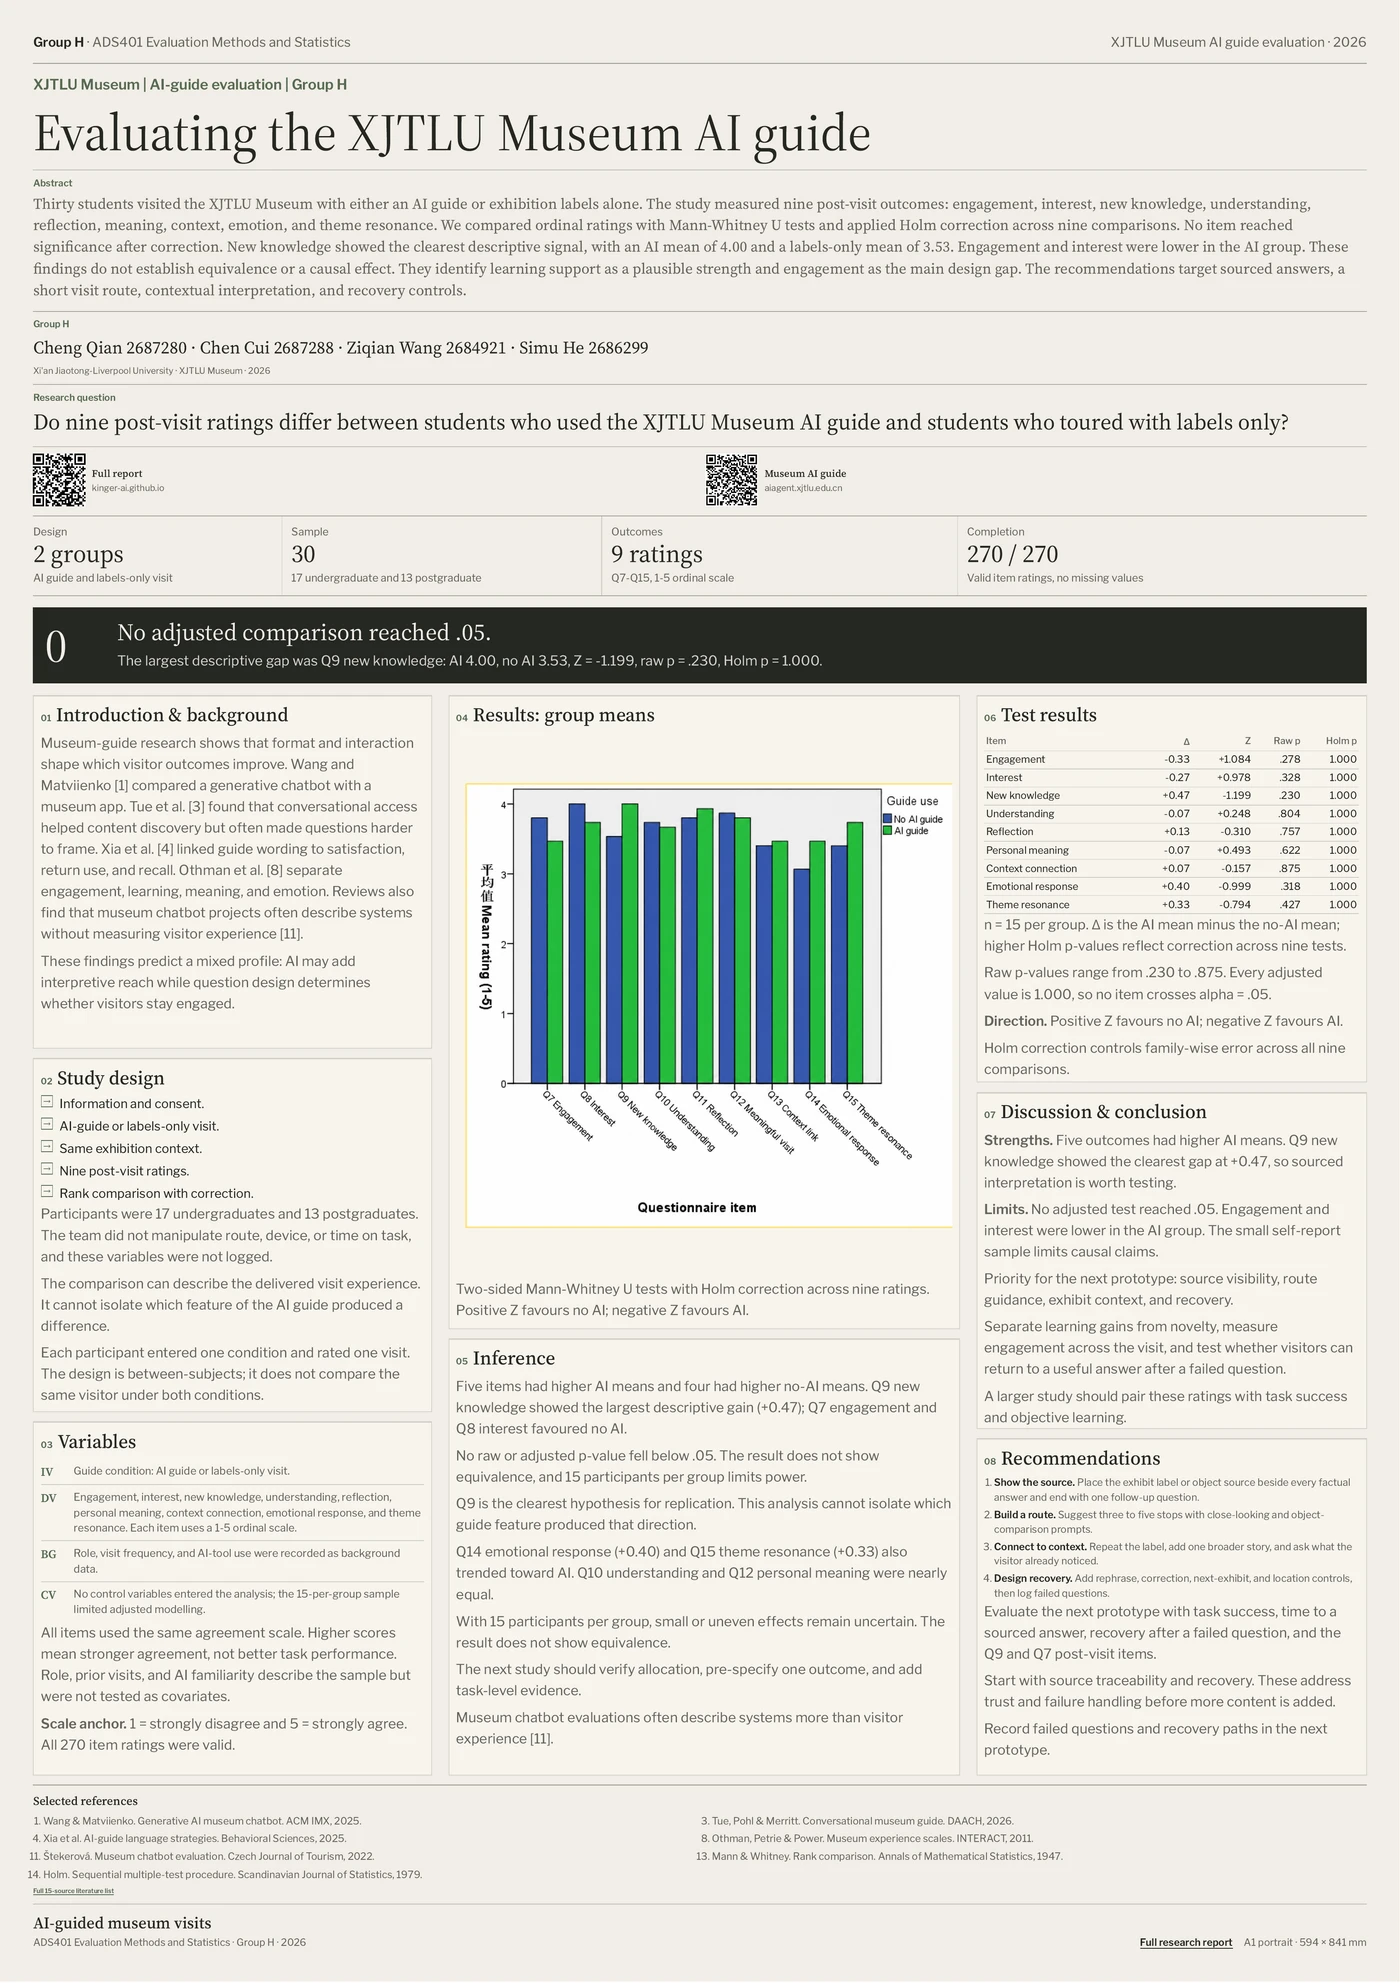 Group H · ADS401 Evaluation Methods and Statistics
XJTLU Museum AI guide evaluation · 2026
XJTLU Museum | AI-guide evaluation | Group H
Evaluating the XJTLU Museum AI guide
Abstract
Thirty students visited the XJTLU Museum with either an AI guide or exhibition labels alone. The study measured nine post-visit outcomes: engagement, interest, new knowledge, understanding,
reflection, meaning, context, emotion, and theme resonance. We compared ordinal ratings with Mann-Whitney U tests and applied Holm correction across nine comparisons. No item reached
significance after correction. New knowledge showed the clearest descriptive signal, with an AI mean of 4.00 and a labels-only mean of 3.53. Engagement and interest were lower in the AI group. These
findings do not establish equivalence or a causal effect. They identify learning support as a plausible strength and engagement as the main design gap. The recommendations target sourced answers, a
short visit route, contextual interpretation, and recovery controls.
Group H
Cheng Qian 2687280 · Chen Cui 2687288 · Ziqian Wang 2684921 · Simu He 2686299
Xi'an Jiaotong-Liverpool University · XJTLU Museum · 2026
Research question
Do nine post-visit ratings differ between students who used the XJTLU Museum AI guide and students who toured with labels only?
Full report
kinger-ai.github.io
Museum AI guide
aiagent.xjtlu.edu.cn
Design
2 groups
AI guide and labels-only visit
Sample
30
17 undergraduate and 13 postgraduate
Outcomes
9 ratings
Q7-Q15, 1-5 ordinal scale
Completion
270 / 270
Valid item ratings, no missing values
0
No adjusted comparison reached .05.
The largest descriptive gap was Q9 new knowledge: AI 4.00, no AI 3.53, Z = -1.199, raw p = .230, Holm p = 1.000.
01 Introduction & background
Museum-guide research shows that format and interaction
shape which visitor outcomes improve. Wang and
Matviienko [1] compared a generative chatbot with a
museum app. Tue et al. [3] found that conversational access
helped content discovery but often made questions harder
to frame. Xia et al. [4] linked guide wording to satisfaction,
return use, and recall. Othman et al. [8] separate
engagement, learning, meaning, and emotion. Reviews also
find that museum chatbot projects often describe systems
without measuring visitor experience [11].
These findings predict a mixed profile: AI may add
interpretive reach while question design determines
whether visitors stay engaged.
02 Study design
→ Information and consent.
→ AI-guide or labels-only visit.
→ Same exhibition context.
→ Nine post-visit ratings.
→ Rank comparison with correction.
Participants were 17 undergraduates and 13 postgraduates.
The team did not manipulate route, device, or time on task,
and these variables were not logged.
The comparison can describe the delivered visit experience.
It cannot isolate which feature of the AI guide produced a
difference.
Each participant entered one condition and rated one visit.
The design is between-subjects; it does not compare the
same visitor under both conditions.
03 Variables
IV Guide condition: AI guide or labels-only visit.
DV Engagement, interest, new knowledge, understanding, reflection,
personal meaning, context connection, emotional response, and theme
resonance. Each item uses a 1-5 ordinal scale.
BG Role, visit frequency, and AI-tool use were recorded as background
data.
CV No control variables entered the analysis; the 15-per-group sample
limited adjusted modelling.
All items used the same agreement scale. Higher scores
mean stronger agreement, not better task performance.
Role, prior visits, and AI familiarity describe the sample but
were not tested as covariates.
Scale anchor. 1 = strongly disagree and 5 = strongly agree.
All 270 item ratings were valid.
04 Results: group means
Guide use
No AI guide
AI guide
平均值 Mean rating (1-5)
4
3
2
1
0
Q7 Engagement
Q8 Interest
Q9 New knowledge
Q10 Understanding
Q11 Reflection
Q12 Meaningful visit
Q13 Context link
Q14 Emotional response
Q15 Theme resonance
Questionnaire item
Two-sided Mann-Whitney U tests with Holm correction across nine ratings.
Positive Z favours no AI; negative Z favours AI.
05 Inference
Five items had higher AI means and four had higher no-AI means. Q9 new
knowledge showed the largest descriptive gain (+0.47); Q7 engagement and
Q8 interest favoured no AI.
No raw or adjusted p-value fell below .05. The result does not show
equivalence, and 15 participants per group limits power.
Q9 is the clearest hypothesis for replication. This analysis cannot isolate which
guide feature produced that direction.
Q14 emotional response (+0.40) and Q15 theme resonance (+0.33) also
trended toward AI. Q10 understanding and Q12 personal meaning were nearly
equal.
With 15 participants per group, small or uneven effects remain uncertain. The
result does not show equivalence.
The next study should verify allocation, pre-specify one outcome, and add
task-level evidence.
Museum chatbot evaluations often describe systems more than visitor
experience [11].
06 Test results
Item Δ Z Raw p Holm p
Engagement -0.33 +1.084 .278 1.000
Interest -0.27 +0.978 .328 1.000
New knowledge +0.47 -1.199 .230 1.000
Understanding -0.07 +0.248 .804 1.000
Reflection +0.13 -0.310 .757 1.000
Personal meaning -0.07 +0.493 .622 1.000
Context connection +0.07 -0.157 .875 1.000
Emotional response +0.40 -0.999 .318 1.000
Theme resonance +0.33 -0.794 .427 1.000
n = 15 per group. Δ is the AI mean minus the no-AI mean;
higher Holm p-values reflect correction across nine tests.
Raw p-values range from .230 to .875. Every adjusted
value is 1.000, so no item crosses alpha = .05.
Direction. Positive Z favours no AI; negative Z favours AI.
Holm correction controls family-wise error across all nine
comparisons.
07 Discussion & conclusion
Strengths. Five outcomes had higher AI means. Q9 new
knowledge showed the clearest gap at +0.47, so sourced
interpretation is worth testing.
Limits. No adjusted test reached .05. Engagement and
interest were lower in the AI group. The small self-report
sample limits causal claims.
Priority for the next prototype: source visibility, route
guidance, exhibit context, and recovery.
Separate learning gains from novelty, measure
engagement across the visit, and test whether visitors can
return to a useful answer after a failed question.
A larger study should pair these ratings with task success
and objective learning.
08 Recommendations
1. Show the source. Place the exhibit label or object source beside every factual
answer and end with one follow-up question.
2. Build a route. Suggest three to five stops with close-looking and object-
comparison prompts.
3. Connect to context. Repeat the label, add one broader story, and ask what the
visitor already noticed.
4. Design recovery. Add rephrase, correction, next-exhibit, and location controls,
then log failed questions.
Evaluate the next prototype with task success, time to a
sourced answer, recovery after a failed question, and the
Q9 and Q7 post-visit items.
Start with source traceability and recovery. These address
trust and failure handling before more content is added.
Record failed questions and recovery paths in the next
prototype.
Selected references
1. Wang & Matviienko. Generative AI museum chatbot. ACM IMX, 2025.
3. Tue, Pohl & Merritt. Conversational museum guide. DAACH, 2026.
4. Xia et al. AI-guide language strategies. Behavioral Sciences, 2025.
8. Othman, Petrie & Power. Museum experience scales. INTERACT, 2011.
11. Štekerová. Museum chatbot evaluation. Czech Journal of Tourism, 2022.
13. Mann & Whitney. Rank comparison. Annals of Mathematical Statistics, 1947.
14. Holm. Sequential multiple-test procedure. Scandinavian Journal of Statistics, 1979.
Full 15-source literature list
AI-guided museum visits
ADS401 Evaluation Methods and Statistics · Group H · 2026
Full research report A1 portrait · 594 × 841 mm